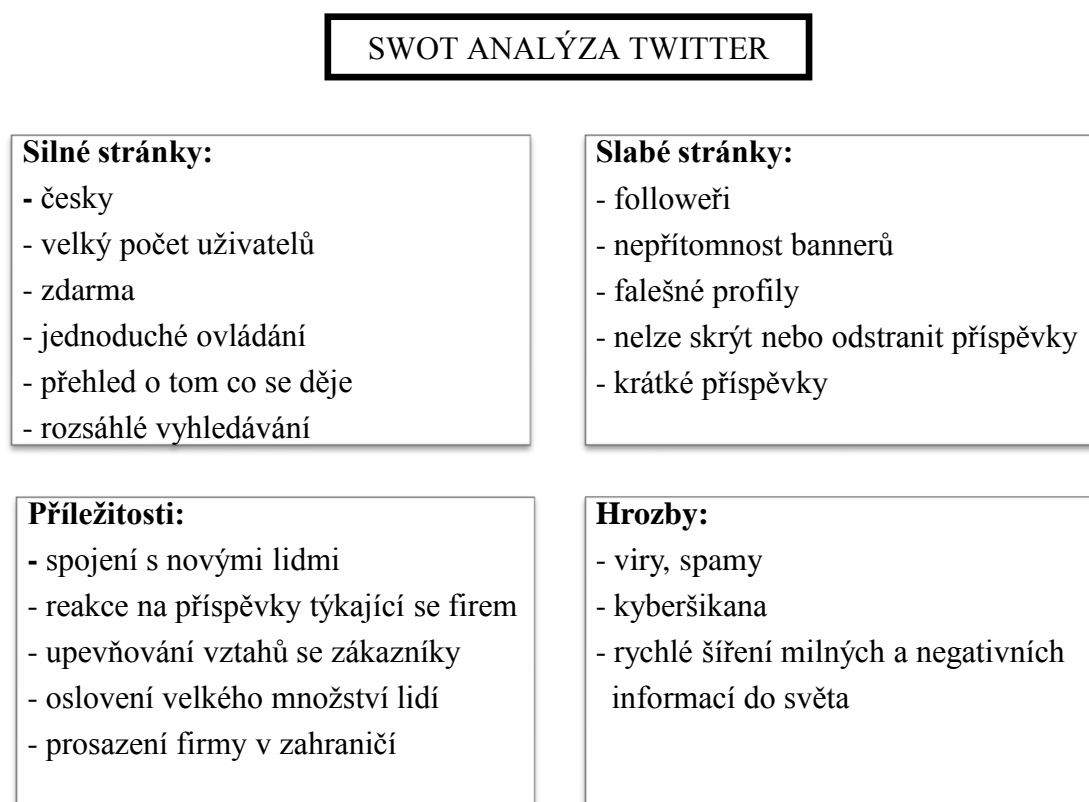 SWOT ANALÝZA TWITTER
Silné stránky:
- česky
- velký počet uživatelů
- zdarma
- jednoduché ovládání
- přehled o tom co se děje
- rozsáhlé vyhledávání
Slabé stránky:
- followeři
- nepřítomnost bannerů
- falešné profily
- nelze skrýt nebo odstranit příspěvky
- krátké příspěvky
Příležitosti:
- spojení s novými lidmi
- reakce na příspěvky týkající se firem
- upevňování vztahů se zákazníky
- oslovení velkého množství lidí
- prosazení firmy v zahraničí
Hrozby:
- viry, spamy
- kyberšikana
- rychlé šíření milných a negativních
informací do světa